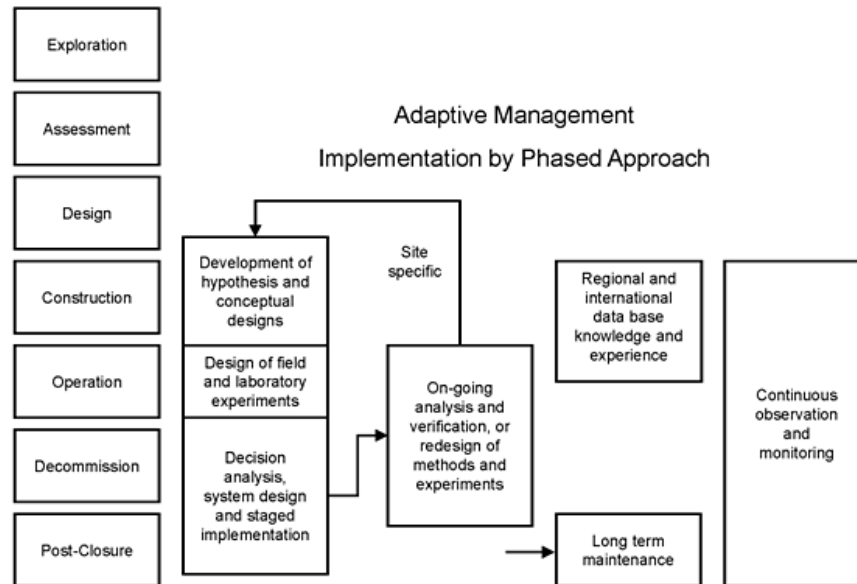 Exploration
Assessment
Design
Construction
Operation
Decommission
Post-Closure
Adaptive Management
Implementation by Phased Approach
Development of
hypothesis and
conceptual
designs
Design of field
and laboratory
experiments
Decision
analysis,
system design
and staged
implementation
Site
specific
On-going
analysis and
verification, or
redesign of
methods and
experiments
Regional and
international
data base
knowledge and
experience
Long term
maintenance
Continuous
observation
and
monitoring